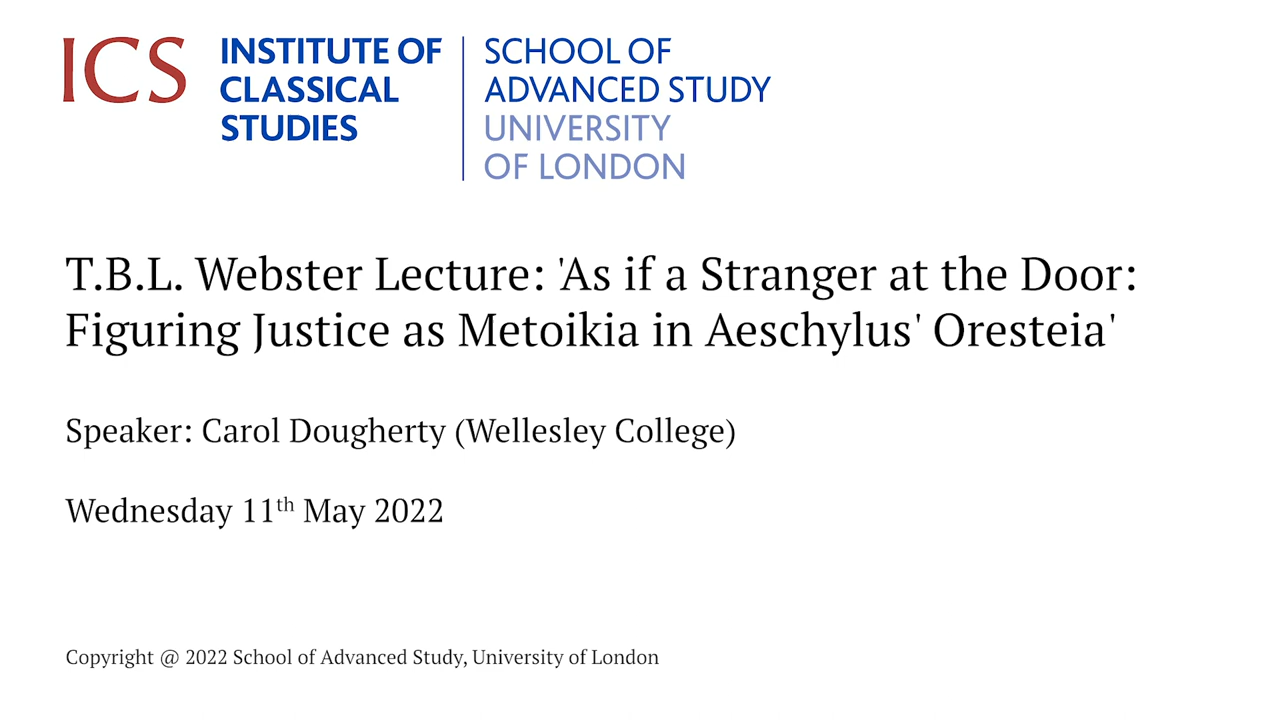 ICS
INSTITUTE OF
CLASSICAL
STUDIES
SCHOOL OF
ADVANCED STUDY
UNIVERSITY
OF LONDON
T.B.L. Webster Lecture: 'As if a Stranger at the Door:
Figuring Justice as Metoikia in Aeschylus' Oresteia'
Speaker: Carol Dougherty (Wellesley College)
Wednesday 11th May 2022
Copyright @ 2022 School of Advanced Study, University of London